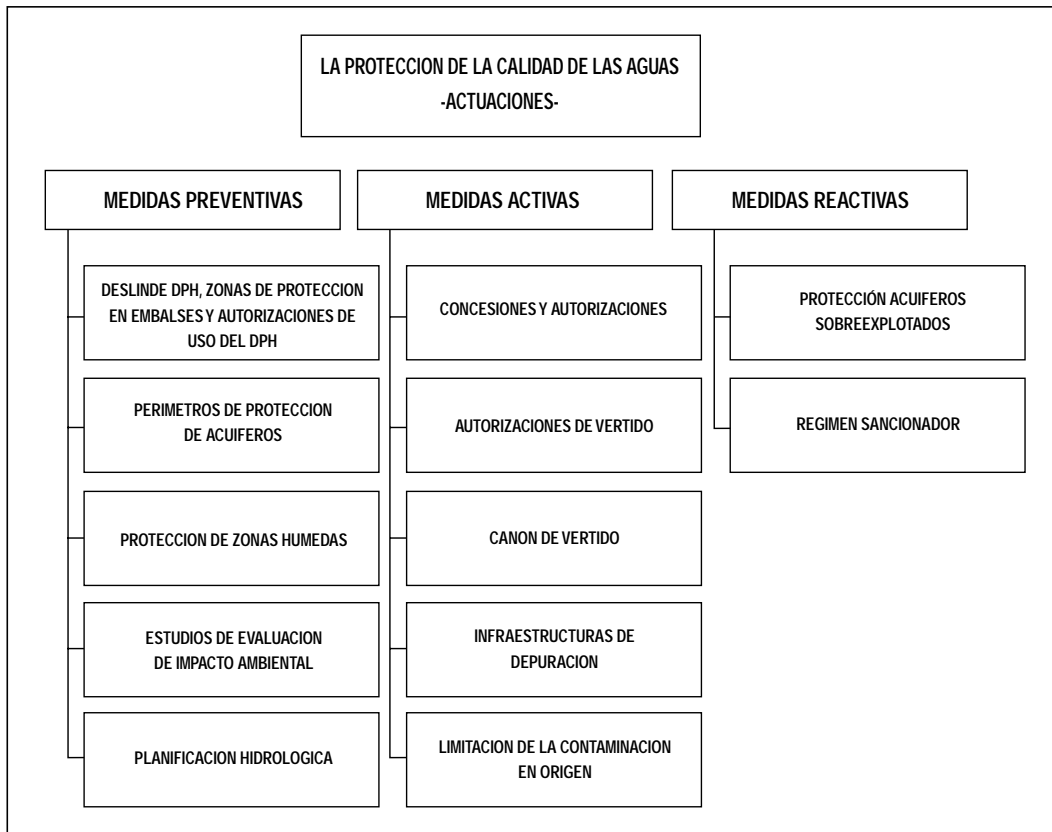 LA PROTECCION DE LA CALIDAD DE LAS AGUAS
-ACTUACIONES-
MEDIDAS PREVENTIVAS
DESLINDE DPH, ZONAS DE PROTECCION
EN EMBALSES Y AUTORIZACIONES DE
USO DEL DPH
PERIMETROS DE PROTECCION
DE ACUIFEROS
PROTECCION DE ZONAS HUMEDAS
ESTUDIOS DE EVALUACION
DE IMPACTO AMBIENTAL
PLANIFICACION HIDROLOGICA
MEDIDAS ACTIVAS
CONCESIONES Y AUTORIZACIONES
AUTORIZACIONES DE VERTIDO
CANON DE VERTIDO
INFRAESTRUCTURAS DE
DEPURACION
LIMITACION DE LA CONTAMINACION
EN ORIGEN
MEDIDAS REACTIVAS
PROTECCIÓN ACUIFEROS
SOBREEXPLOTADOS
REGIMEN SANCIONADOR